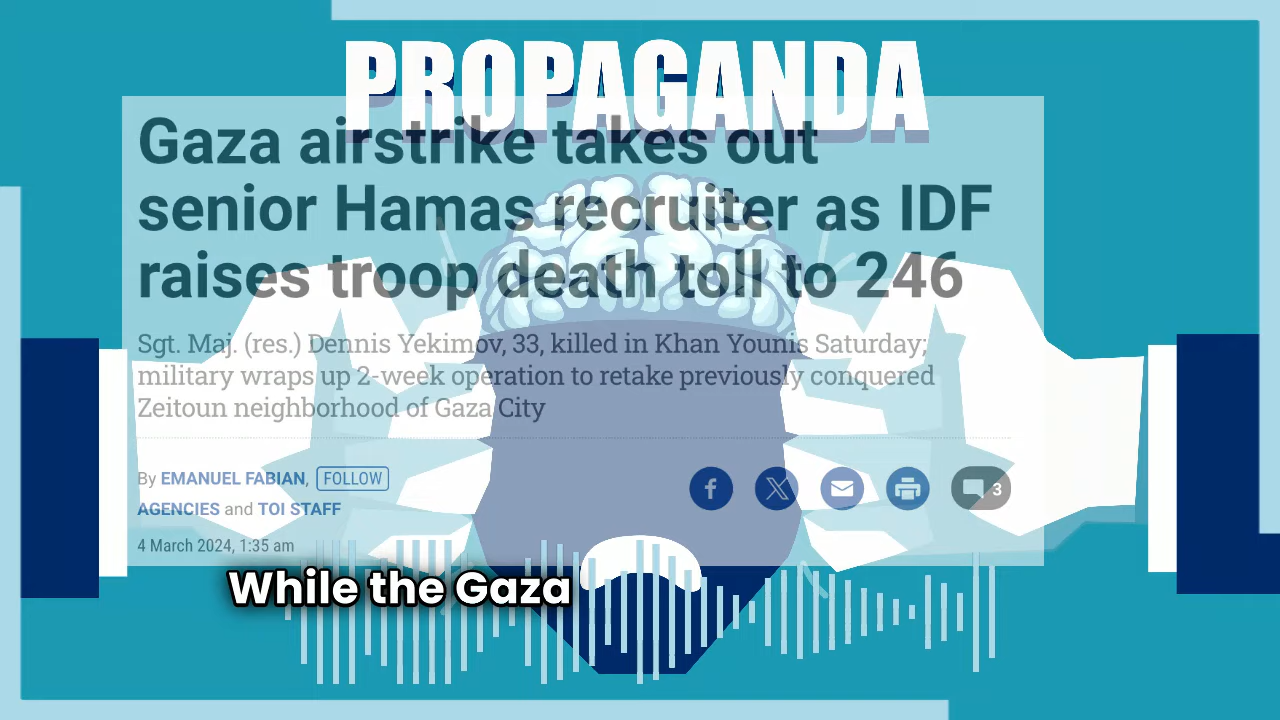 PROPAGANDA
Gaza airstrike takes out
senior Hamas recruiter as IDF
raises troop death toll to 246
Sgt. Maj. (res.) Dennis Yekimov, 33, killed in Khan Younis Saturday;
military wraps up 2-week operation to retake previously conquered
Zeitoun neighborhood of Gaza City
By EMANUEL FABIAN, FOLLOW
AGENCIES and TOI STAFF
3
4 March 2024, 1:35 am
While the Gaza